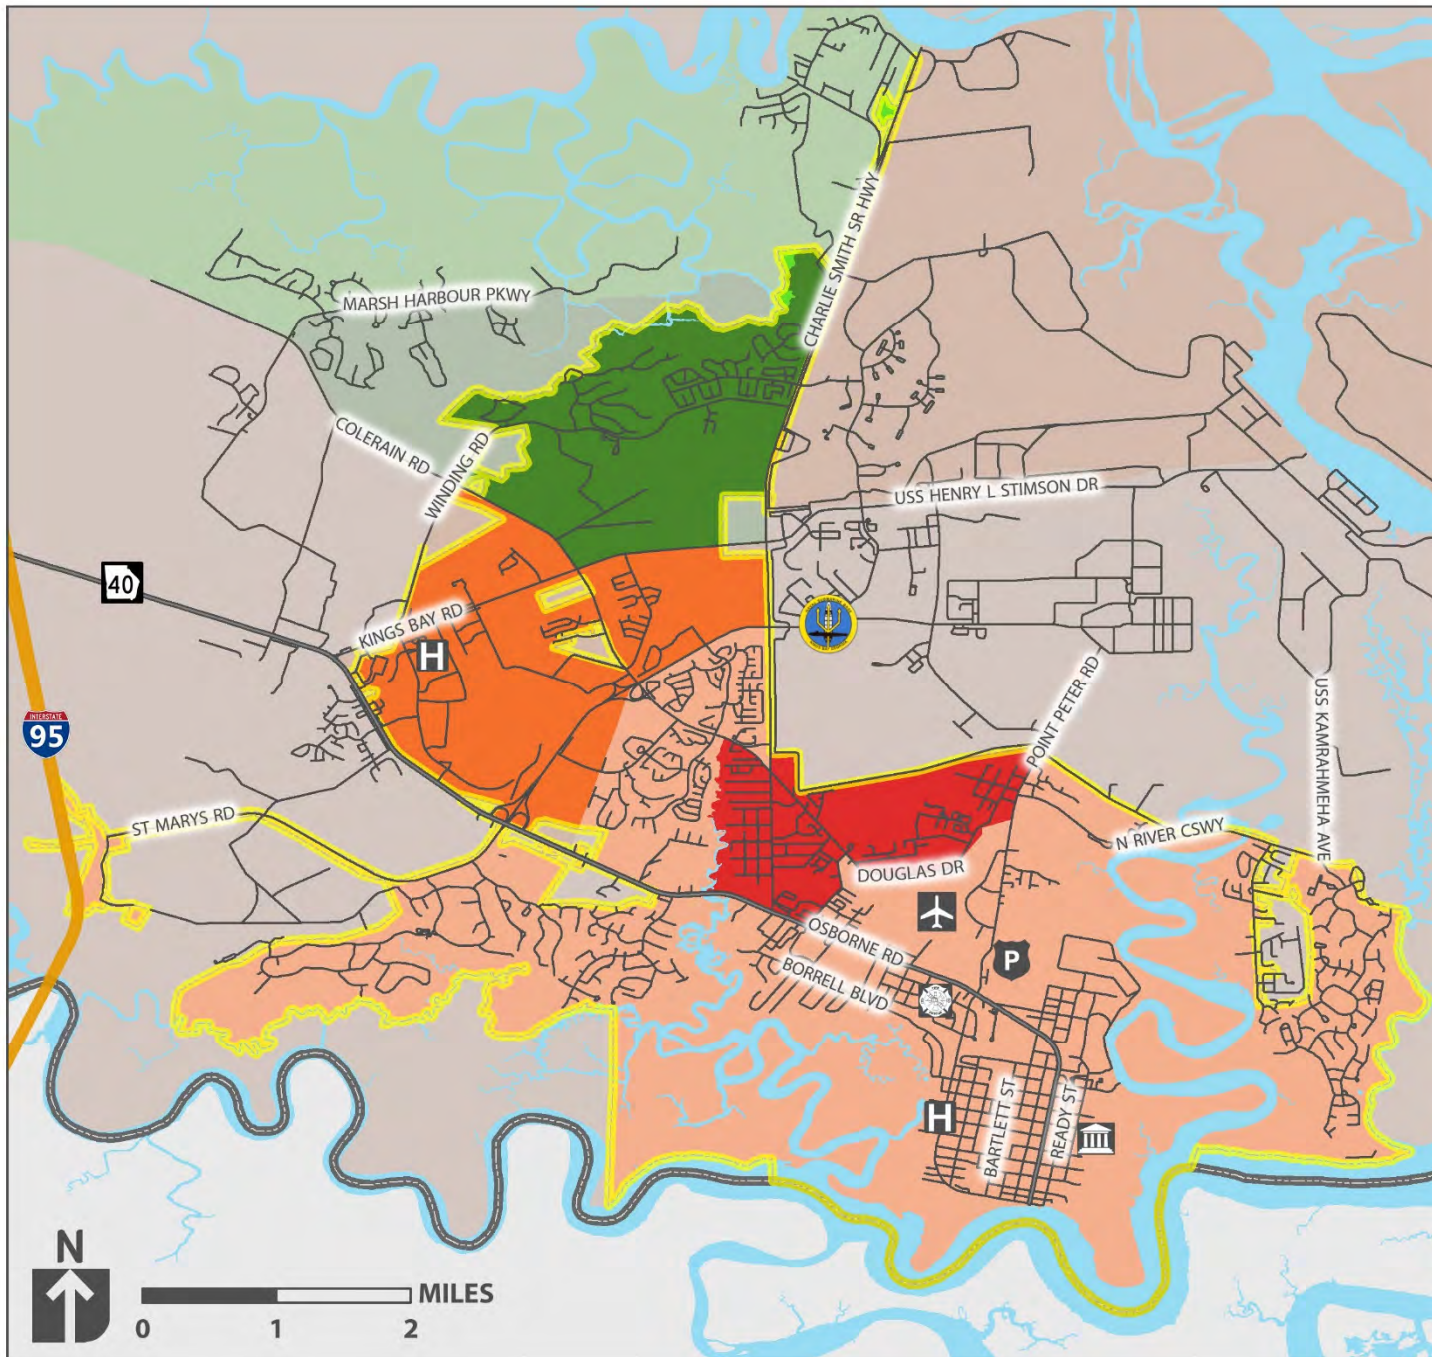 CHARLIE SMITH SR HWY
MARSH HARBOUR PKWY
COLERAIN RD
WINDING RD
USS HENRY L STIMSON DR
40
KINGS BAY RD
H
POINT PETER RD
USS KAMRAHMEHA AVE
INTERSTATE
95
ST MARYS RD
N RIVER CSWY
DOUGLAS DR
OSBORNE RD
P
BORRELL BLVD
BARTLETT ST
READY ST
H
N
MILES
0 1 2